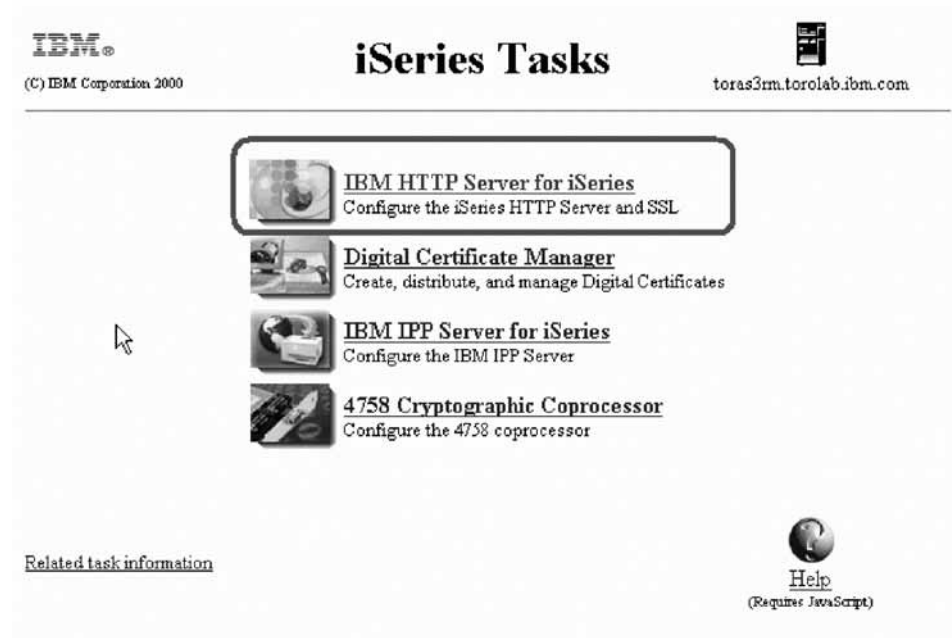 IBM®
(C) IBM Corporation 2000
iSeries Tasks
toras3rm.torolab.ibm.com
IBM HTTP Server for iSeries
Configure the iSeries HTTP Server and SSL
Digital Certificate Manager
Create, distribute, and manage Digital Certificates
IBM IPP Server for iSeries
Configure the IBM IPP Server
4758 Cryptographic Coprocessor
Configure the 4758 coprocessor
Related task information
Help
(Requires JavaScript)